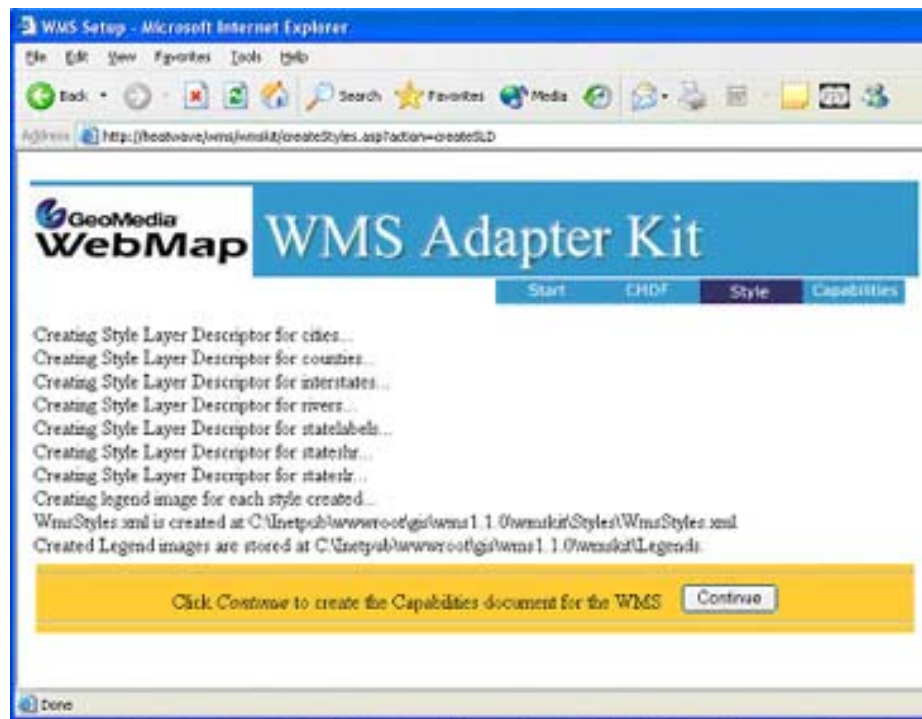 WMS Setup - Microsoft Internet Explorer
File Edit View Favorites Tools Help
Back Search Favorites Media
Address http://heatwave/wms/wmskit/createStyles.asp?action=createSLD
GeoMedia
WebMap
WMS Adapter Kit
Start CHDF Style Capabilities
Creating Style Layer Descriptor for cities...
Creating Style Layer Descriptor for counties...
Creating Style Layer Descriptor for interstates...
Creating Style Layer Descriptor for rivers...
Creating Style Layer Descriptor for statelabels...
Creating Style Layer Descriptor for stateshr...
Creating Style Layer Descriptor for stateslr...
Creating legend image for each style created...
WmsStyles.xml is created at C:\Inetpub\wwwroot\gis\wms1.1.0\wmskit\Styles\WmsStyles.xml
Created Legend images are stored at C:\Inetpub\wwwroot\gis\wms1.1.0\wmskit\Legends.
Click Continue to create the Capabilities document for the WMS Continue
Done